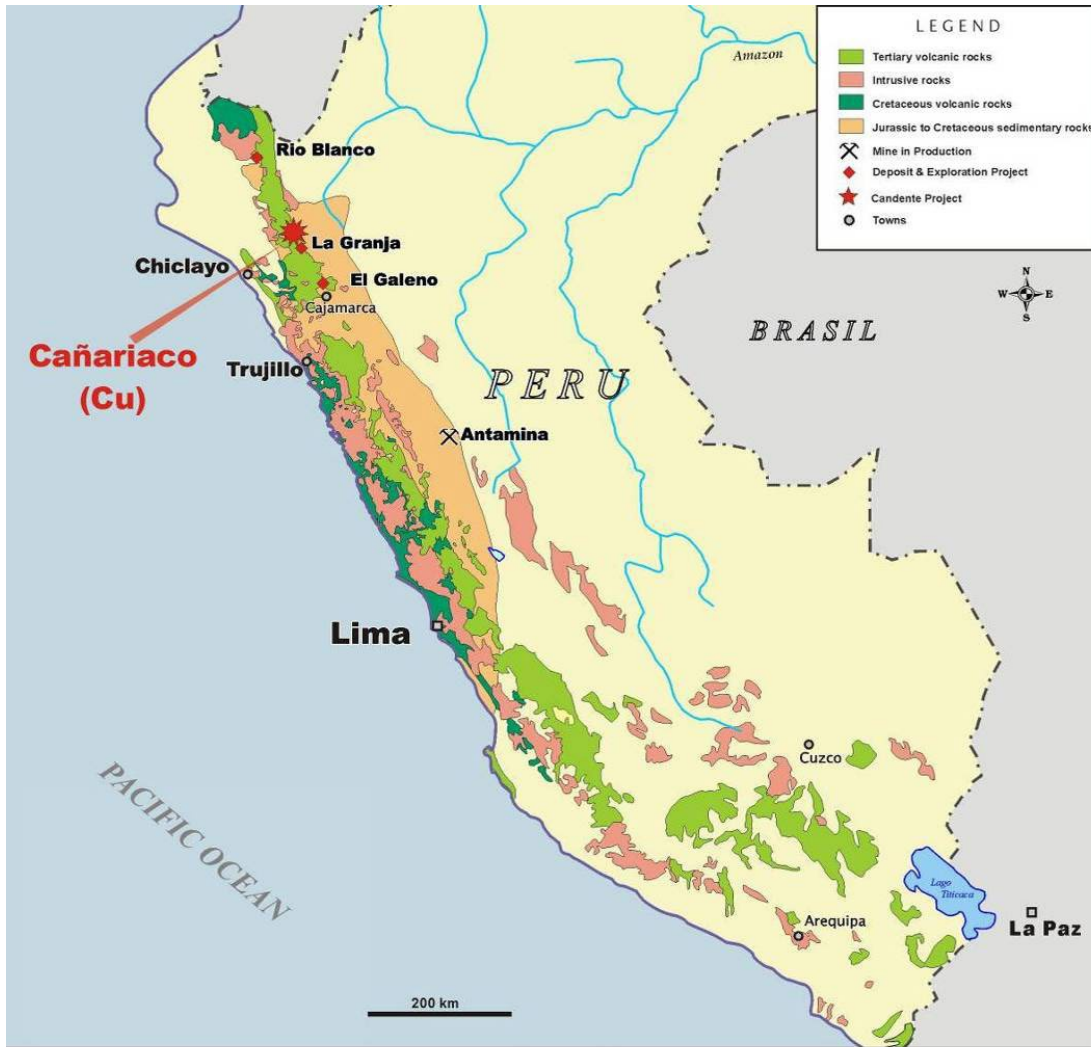 Amazon
LEGEND
Tertiary volcanic rocks
Intrusive rocks
Cretaceous volcanic rocks
Jurassic to Cretaceous sedimentary rocks
Mine in Production
Deposit & Exploration Project
Candente Project
Towns
Rio Blanco
La Granja
Chiclayo
El Galeno
Cajamarca
N
W E
S
BRASIL
Cañariaco
(Cu)
Trujillo
PERU
Antamina
Lima
Cuzco
PACIFIC OCEAN
Lago
Titicaca
Arequipa
La Paz
200 km